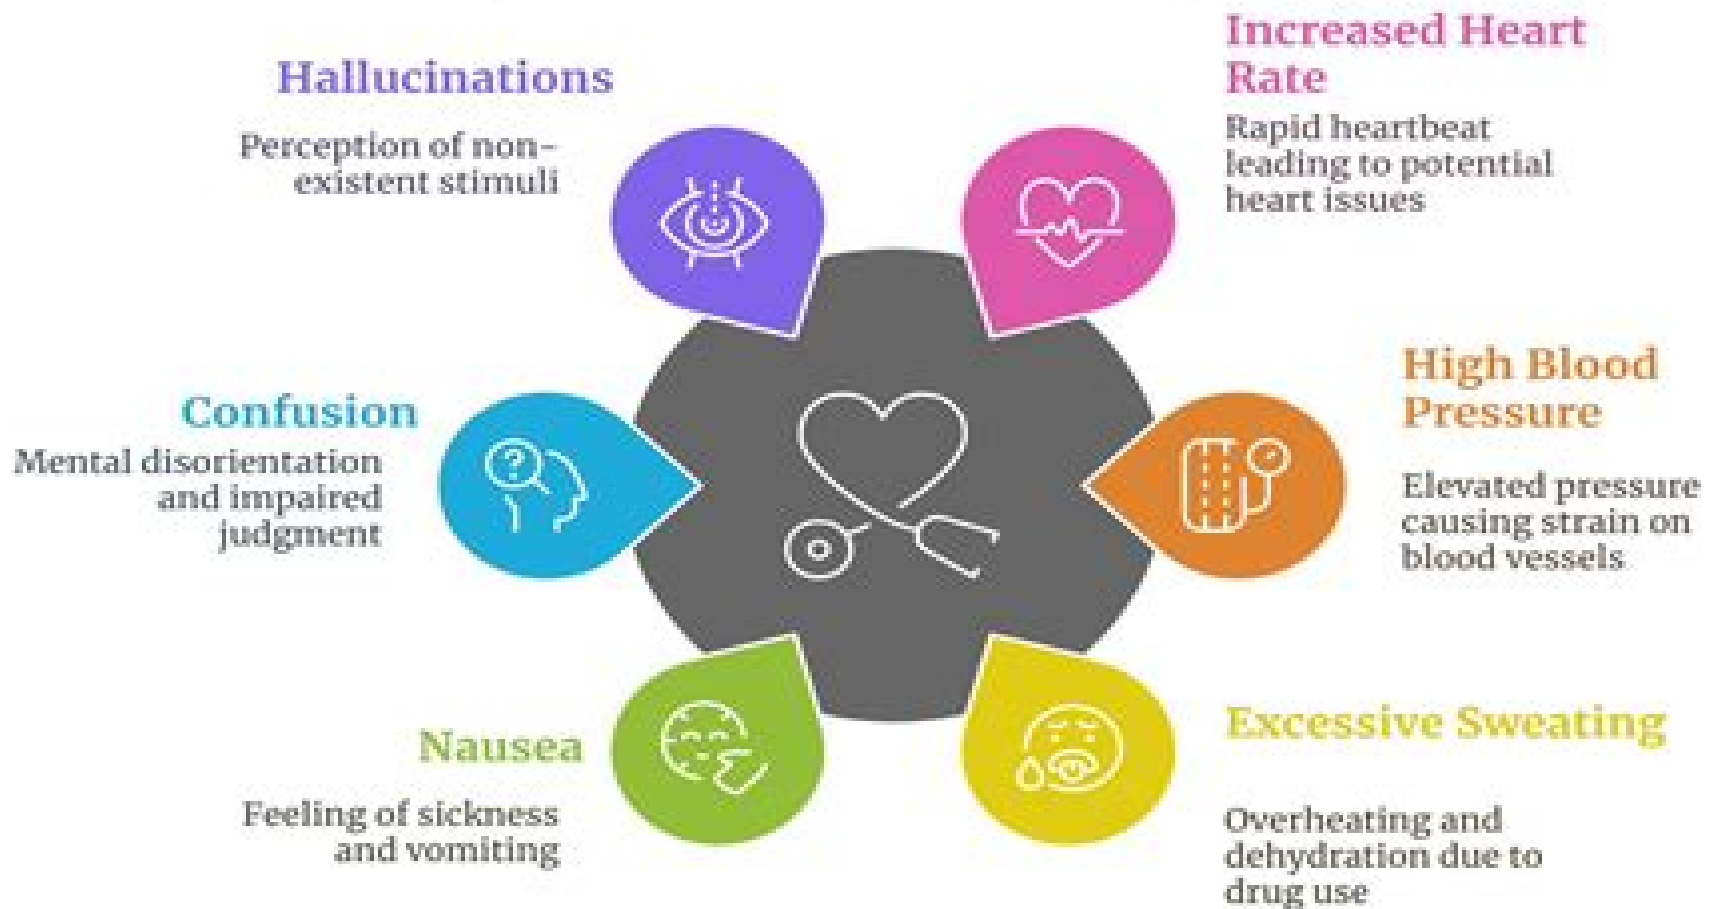 Hallucinations
Perception of non-
existent stimuli
Increased Heart
Rate
Rapid heartbeat
leading to potential
heart issues
Confusion
Mental disorientation
and impaired
judgment
?
High Blood
Pressure
Elevated pressure
causing strain on
blood vessels
Nausea
Feeling of sickness
and vomiting
Excessive Sweating
Overheating and
dehydration due to
drug use